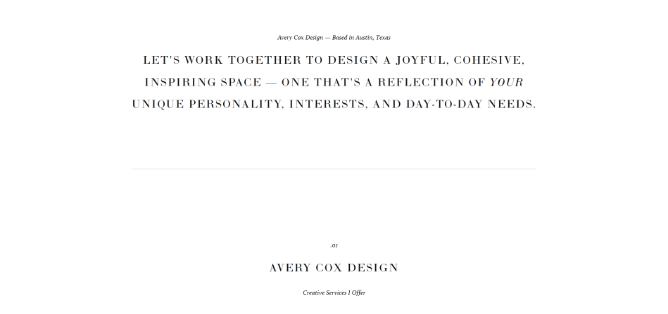 Avery Cox Design — Based in Austin, Texas
LET'S WORK TOGETHER TO DESIGN A JOYFUL, COHESIVE,
INSPIRING SPACE — ONE THAT'S A REFLECTION OF YOUR
UNIQUE PERSONALITY, INTERESTS, AND DAY-TO-DAY NEEDS.
.01
AVERY COX DESIGN
Creative Services I Offer